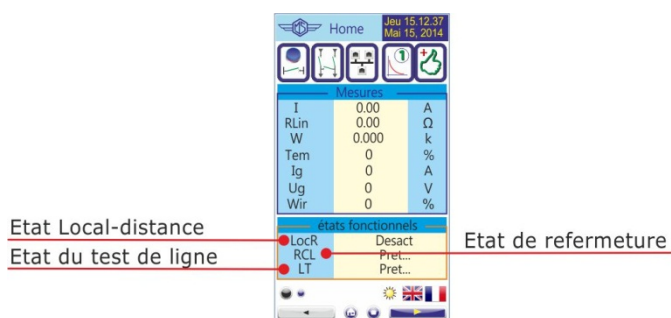 Home
Jeu 15.12.37
Mai 15, 2014
Mesures
I 0.00 A
RLin 0.00 Ω
W 0.000 k
Tem 0 %
Ig 0 A
Ug 0 V
Wir 0 %
états fonctionnels
LocR Desact
RCL Pret...
LT Pret...
Etat Local-distance
Etat du test de ligne
Etat de refermeture